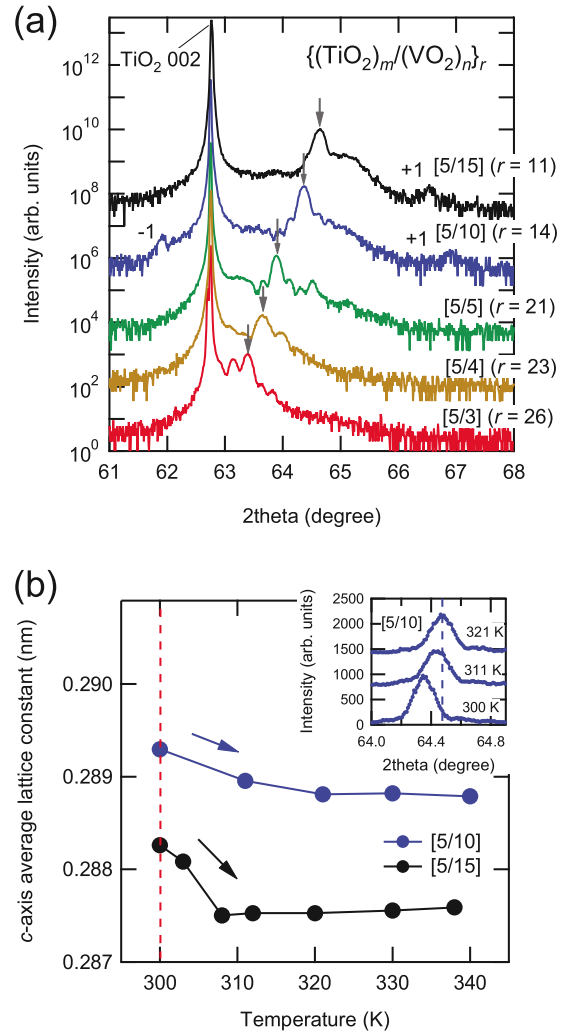 (a)
TiO2 002
{(TiO2)m/(VO2)n}r
10^12
10^10
10^8
10^6
10^4
10^2
10^0
Intensity (arb. units)
+1 [5/15] (r = 11)
-1
+1 [5/10] (r = 14)
[5/5] (r = 21)
[5/4] (r = 23)
[5/3] (r = 26)
61 62 63 64 65 66 67 68
2theta (degree)
(b)
c-axis average lattice constant (nm)
0.290
0.289
0.288
0.287
300 310 320 330 340
Temperature (K)
[5/10]
[5/15]
Intensity (arb. units)
2500
2000
1500
1000
500
0
[5/10]
321 K
311 K
300 K
64.0 64.4 64.8
2theta (degree)